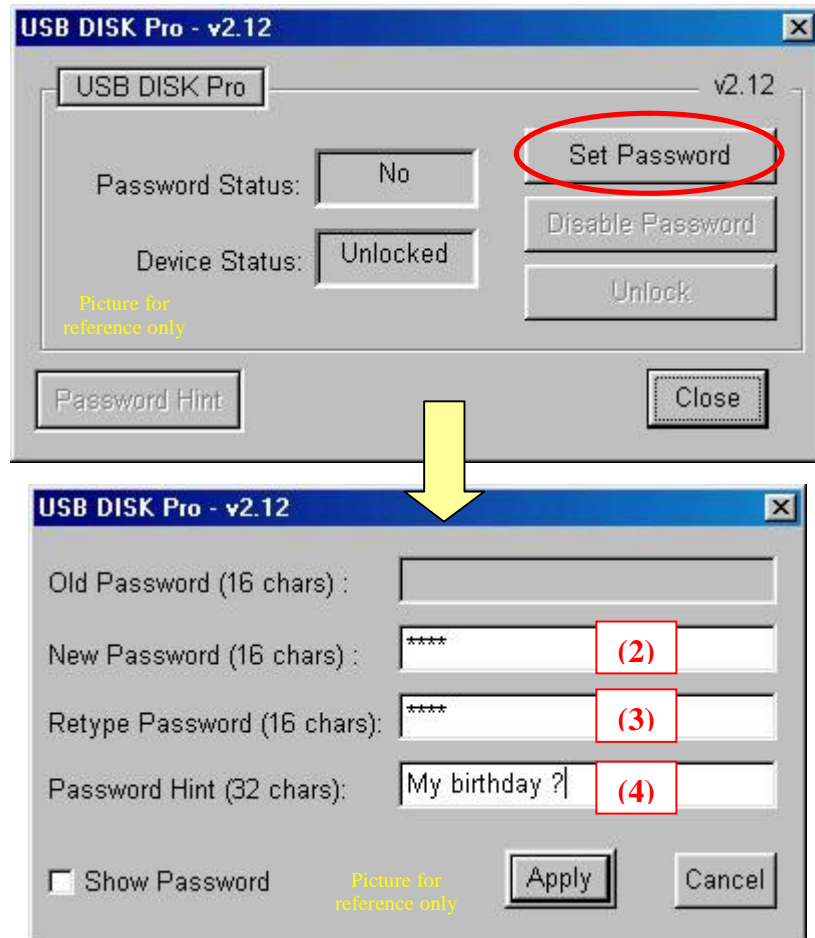 USB DISK Pro - v2.12
USB DISK Pro
v2.12
Password Status:
No
Set Password
Disable Password
Device Status:
Unlocked
Unlock
Picture for
reference only
Password Hint
Close
USB DISK Pro - v2.12
Old Password (16 chars) :
New Password (16 chars) :
****
(2)
Retype Password (16 chars):
****
(3)
Password Hint (32 chars):
My birthday ?
(4)
Show Password
Picture for
reference only
Apply
Cancel